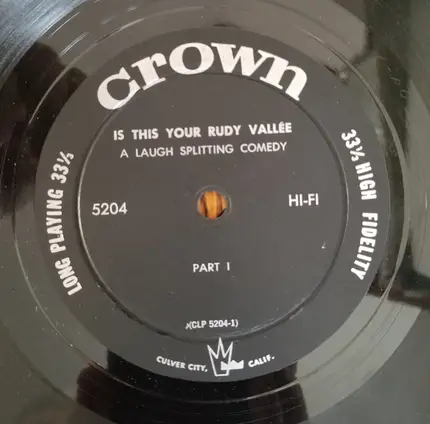 crown
IS THIS YOUR RUDY VALLÉE
A LAUGH SPLITTING COMEDY
LONG PLAYING 33⅓
5204
HI-FI
33⅓ HIGH FIDELITY
PART 1
(CLP 5204-1)
CULVER CITY, CALIF.